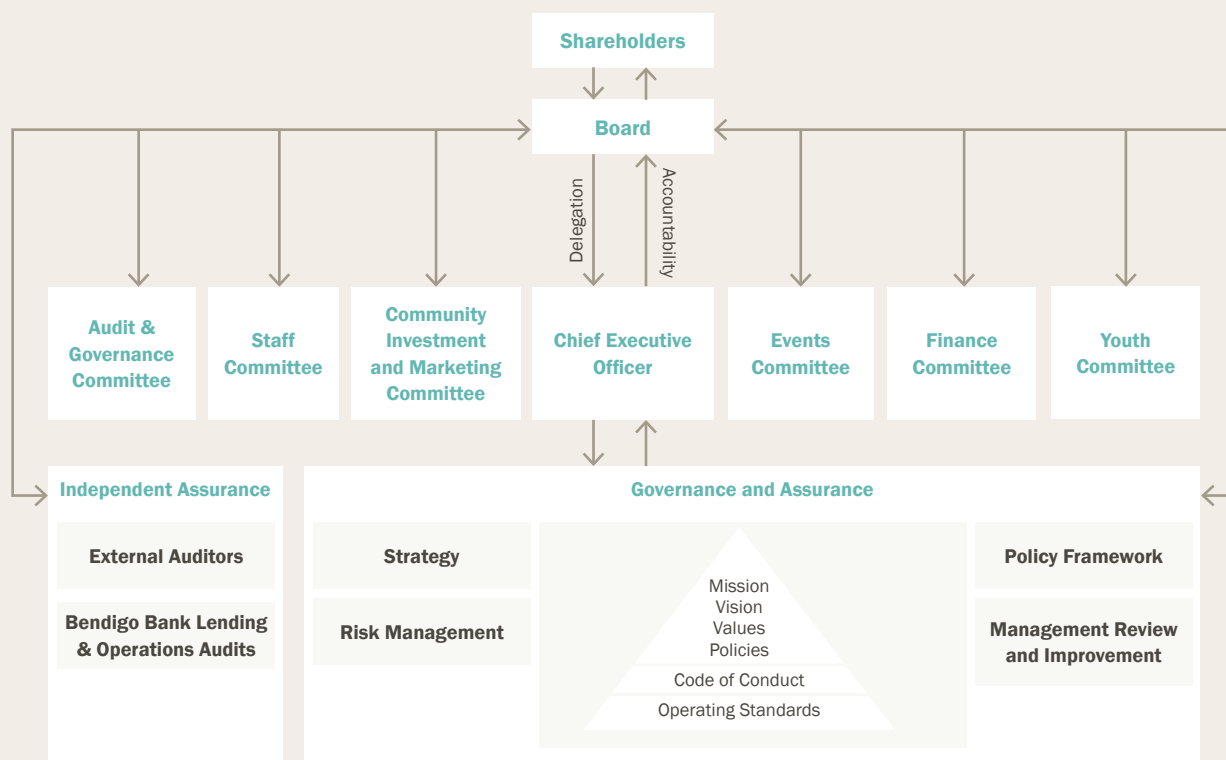 Shareholders
Board
Delegation
Accountability
Audit &
Governance
Committee
Staff
Committee
Community
Investment
and Marketing
Committee
Chief Executive
Officer
Events
Committee
Finance
Committee
Youth
Committee
Independent Assurance
External Auditors
Bendigo Bank Lending
& Operations Audits
Governance and Assurance
Strategy
Risk Management
Mission
Vision
Values
Policies
Code of Conduct
Operating Standards
Policy Framework
Management Review
and Improvement